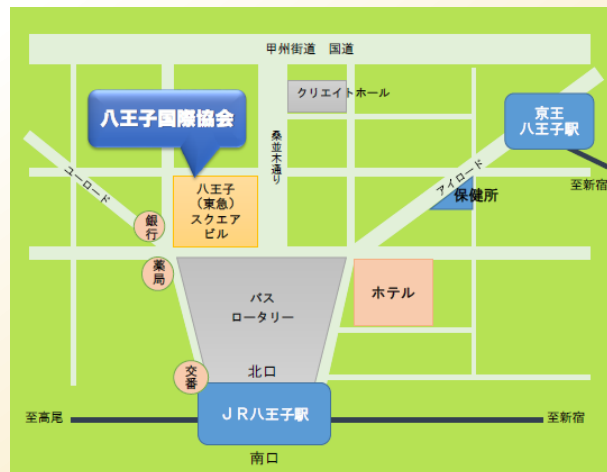 甲州街道　国道
クリエイトホール
八王子国際協会
京王
八王子駅
桑並木通り
ユーロード
アイロード
至新宿
保健所
八王子
（東急）
スクエア
ビル
銀行
薬局
バス
ロータリー
ホテル
北口
交番
ＪＲ八王子駅
至高尾
至新宿
南口